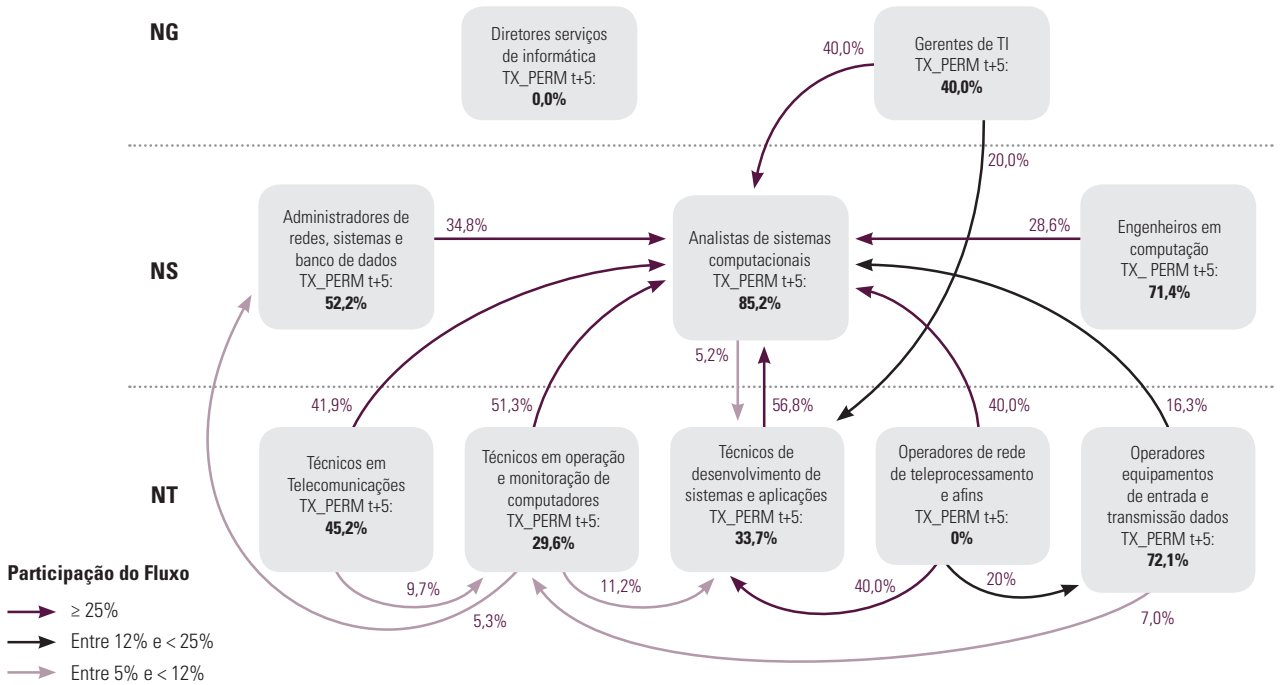 NG
Diretores serviços
de informática
TX_PERM t+5:
0,0%
40,0%
Gerentes de TI
TX_PERM t+5:
40,0%
20,0%
NS
Administradores de
redes, sistemas e
banco de dados
TX_PERM t+5:
52,2%
34,8%
Analistas de sistemas
computacionais
TX_PERM t+5:
85,2%
28,6%
Engenheiros em
computação
TX_ PERM t+5:
71,4%
5,2%
41,9%
51,3%
56,8%
40,0%
16,3%
NT
Técnicos em
Telecomunicações
TX_PERM t+5:
45,2%
Técnicos em operação
e monitoração de
computadores
TX_PERM t+5:
29,6%
Técnicos de
desenvolvimento de
sistemas e aplicações
TX_PERM t+5:
33,7%
Operadores de rede
de teleprocessamento
e afins
TX_PERM t+5:
0%
Operadores
equipamentos
de entrada e
transmissão dados
TX_PERM t+5:
72,1%
9,7%
11,2%
40,0%
20%
5,3%
7,0%
Participação do Fluxo
≥ 25%
Entre 12% e < 25%
Entre 5% e < 12%